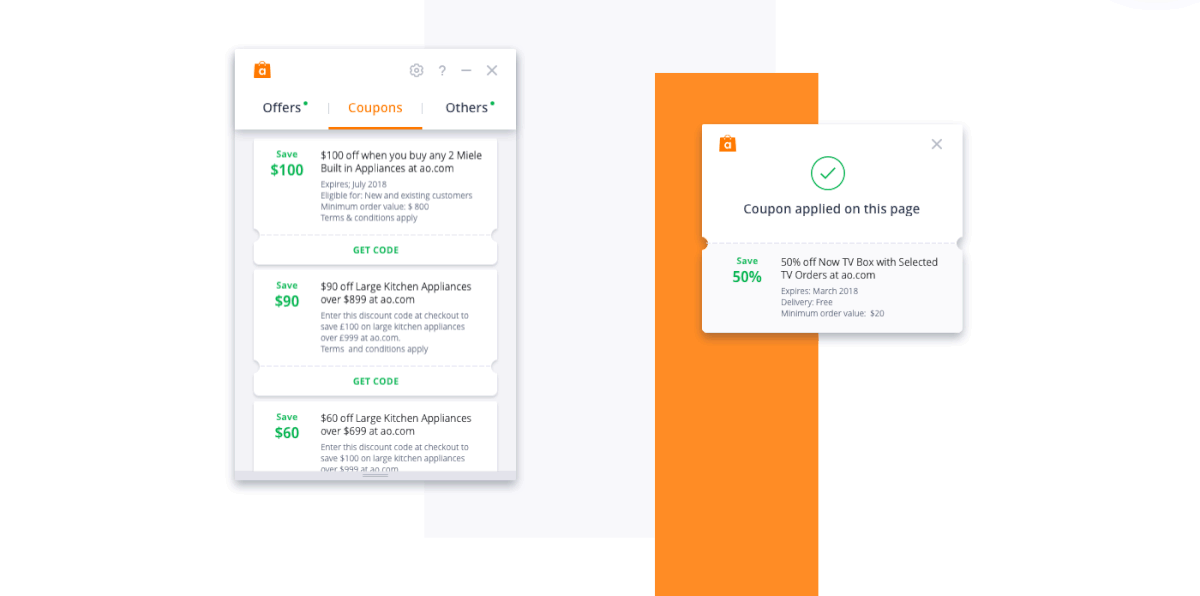 a
?
Offers
Coupons
Others
Save
$100
$100 off when you buy any 2 Miele
Built in Appliances at ao.com
Expires; July 2018
Eligible for: New and existing customers
Minimum order value: $ 800
Terms & conditions apply
GET CODE
Save
$90
$90 off Large Kitchen Appliances
over $899 at ao.com
Enter this discount code at checkout to
save £100 on large kitchen appliances
over £999 at ao.com.
Terms  and conditions apply
GET CODE
Save
$60
$60 off Large Kitchen Appliances
over $699 at ao.com
Enter this discount code at checkout to
save $100 on large kitchen appliances
over $999 at ao.com
a
Coupon applied on this page
Save
50%
50% off Now TV Box with Selected
TV Orders at ao.com
Expires: March 2018
Delivery: Free
Minimum order value:  $20